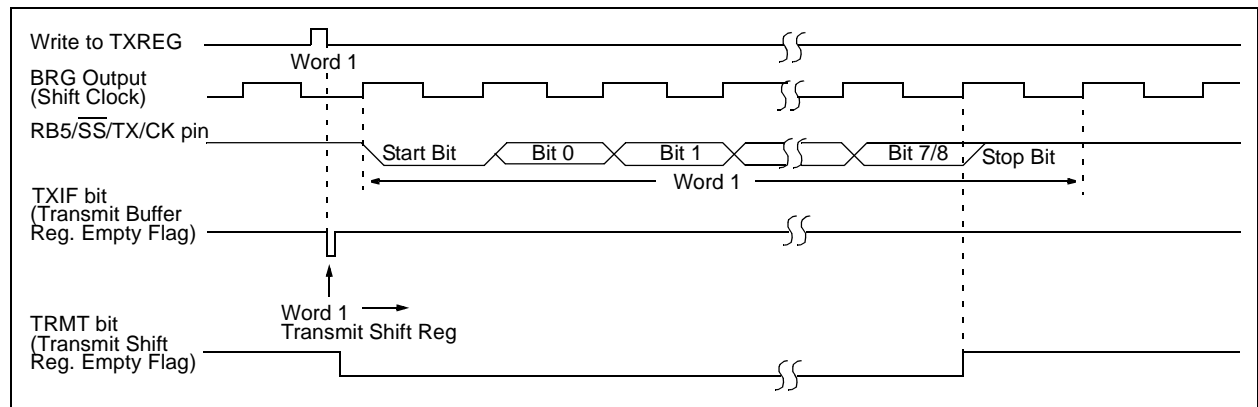 Write to TXREG
Word 1
BRG Output
(Shift Clock)
RB5/SS/TX/CK pin
Start Bit
Bit 0
Bit 1
Bit 7/8
Stop Bit
Word 1
TXIF bit
(Transmit Buffer
Reg. Empty Flag)
Word 1
Transmit Shift Reg
TRMT bit
(Transmit Shift
Reg. Empty Flag)